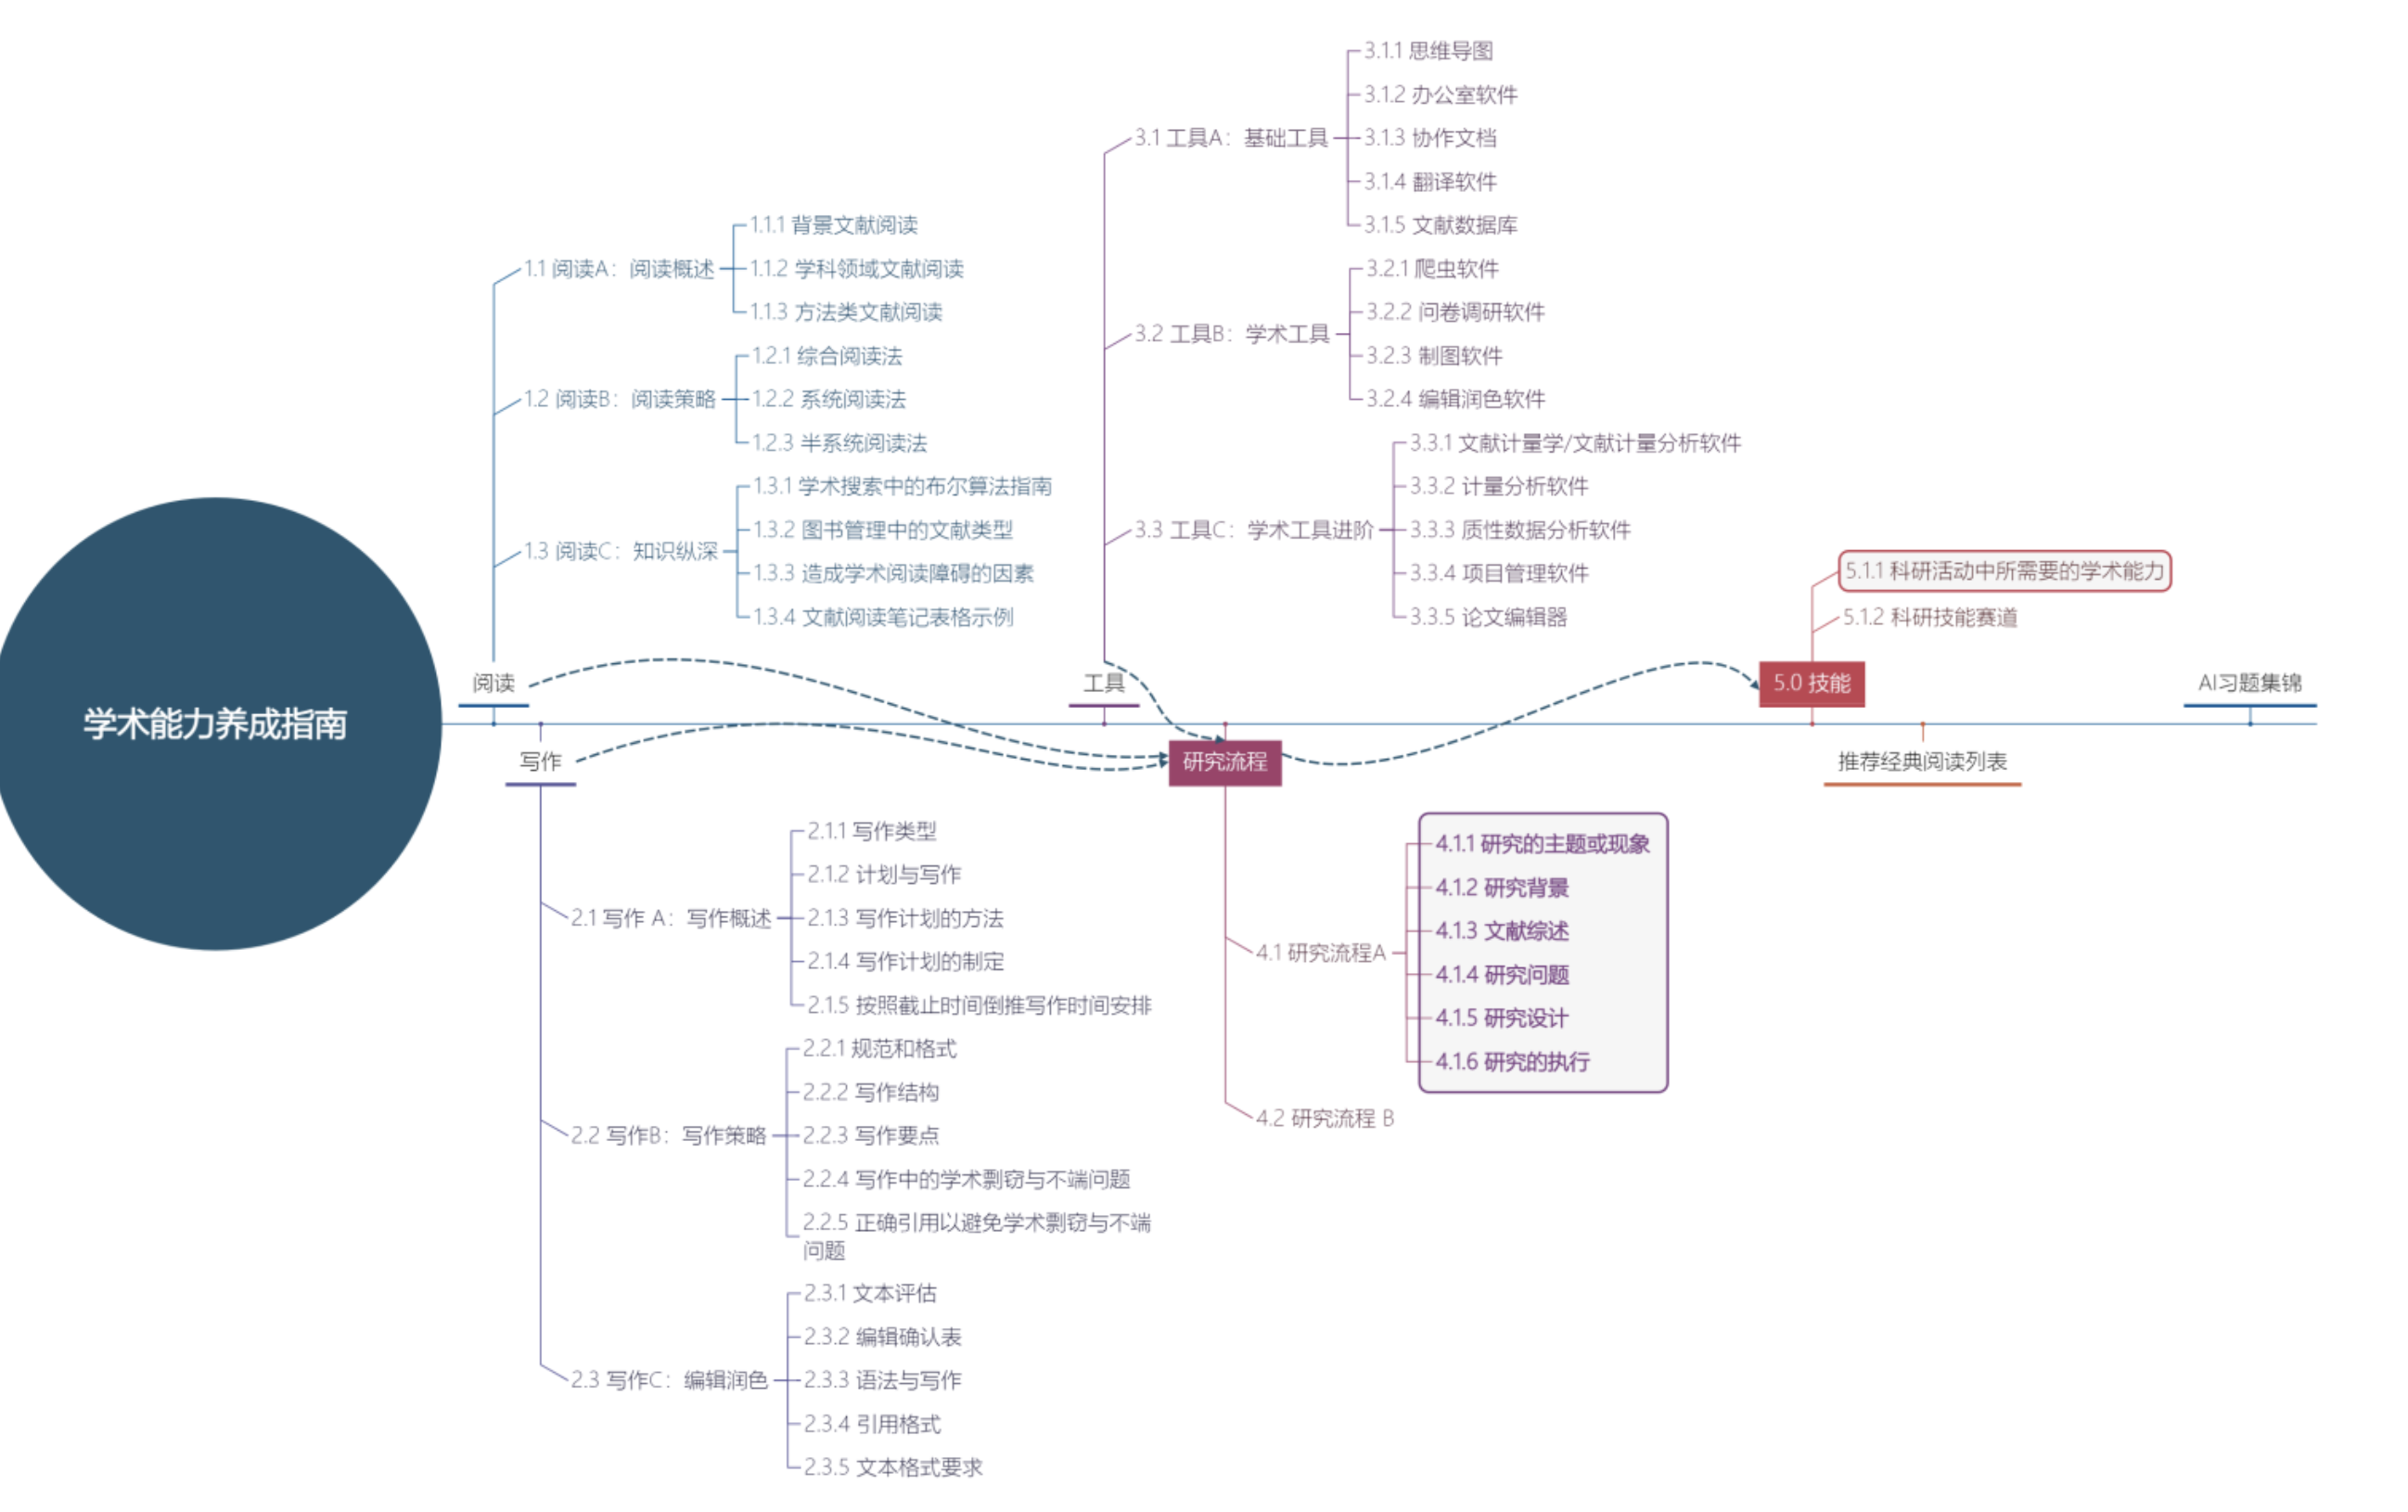 学术能力养成指南
阅读
1.1 阅读A：阅读概述
1.1.1 背景文献阅读
1.1.2 学科领域文献阅读
1.1.3 方法类文献阅读
1.2 阅读B：阅读策略
1.2.1 综合阅读法
1.2.2 系统阅读法
1.2.3 半系统阅读法
1.3 阅读C：知识纵深
1.3.1 学术搜索中的布尔算法指南
1.3.2 图书管理中的文献类型
1.3.3 造成学术阅读障碍的因素
1.3.4 文献阅读笔记表格示例
写作
2.1 写作 A：写作概述
2.1.1 写作类型
2.1.2 计划与写作
2.1.3 写作计划的方法
2.1.4 写作计划的制定
2.1.5 按照截止时间倒推写作时间安排
2.2 写作B：写作策略
2.2.1 规范和格式
2.2.2 写作结构
2.2.3 写作要点
2.2.4 写作中的学术剽窃与不端问题
2.2.5 正确引用以避免学术剽窃与不端
问题
2.3 写作C：编辑润色
2.3.1 文本评估
2.3.2 编辑确认表
2.3.3 语法与写作
2.3.4 引用格式
2.3.5 文本格式要求
工具
3.1 工具A：基础工具
3.1.1 思维导图
3.1.2 办公室软件
3.1.3 协作文档
3.1.4 翻译软件
3.1.5 文献数据库
3.2 工具B：学术工具
3.2.1 爬虫软件
3.2.2 问卷调研软件
3.2.3 制图软件
3.2.4 编辑润色软件
3.3 工具C：学术工具进阶
3.3.1 文献计量学/文献计量分析软件
3.3.2 计量分析软件
3.3.3 质性数据分析软件
3.3.4 项目管理软件
3.3.5 论文编辑器
研究流程
4.1 研究流程A
4.1.1 研究的主题或现象
4.1.2 研究背景
4.1.3 文献综述
4.1.4 研究问题
4.1.5 研究设计
4.1.6 研究的执行
4.2 研究流程 B
5.0 技能
5.1.1 科研活动中所需要的学术能力
5.1.2 科研技能赛道
推荐经典阅读列表
AI习题集锦